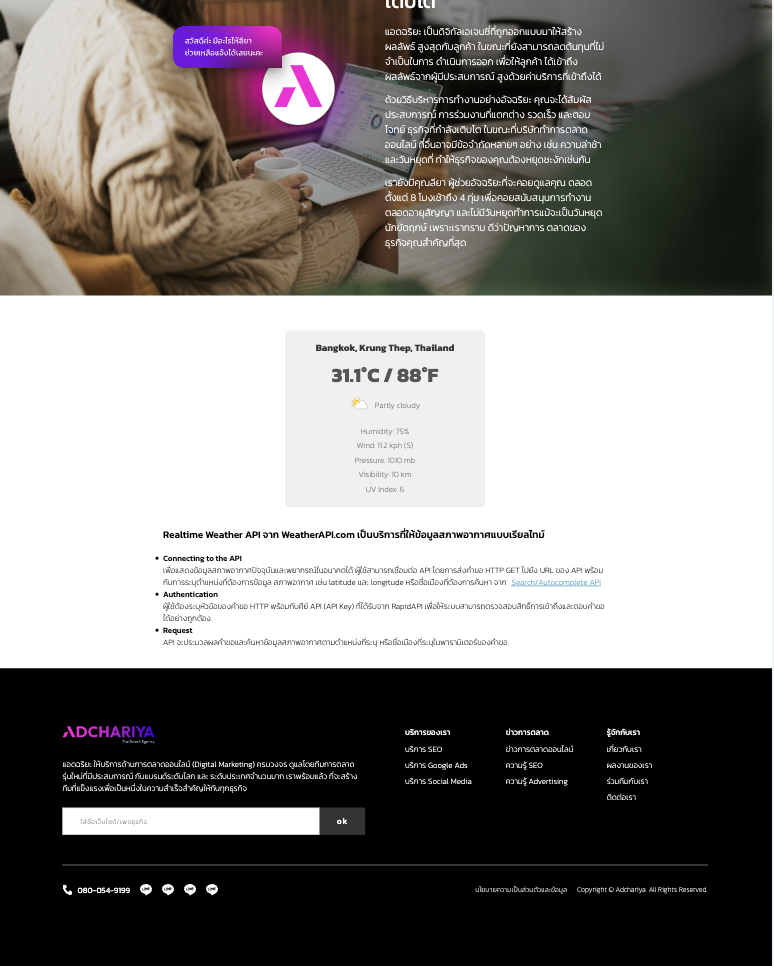 เติบโต
สวัสดีค่ะ มีอะไรให้ลียา
ช่วยเหลือแจ้งได้เลยนะคะ
แอดฉริยะ เป็นดิจิทัลเอเจนซี่ที่ถูกออกแบบมาให้สร้าง
ผลลัพธ์ สูงสุดกับลูกค้า ในขณะที่ยังสามารถลดต้นทุนที่ไม่
จำเป็นในการ ดำเนินการออก เพื่อให้ลูกค้า ได้เข้าถึง
ผลลัพธ์จากผู้มีประสบการณ์ สูงด้วยค่าบริการที่เข้าถึงได้
ด้วยวิธีบริหารการทำงานอย่างอัจฉริยะ คุณจะได้สัมผัส
ประสบการณ์ การร่วมงานที่แตกต่าง รวดเร็ว และตอบ
โจทย์ ธุรกิจที่กำลังเติบโต ในขณะที่บริษัททำการตลาด
ออนไลน์ ที่อื่นอาจมีข้อจำกัดหลายๆ อย่าง เช่น ความล่าช้า
และวันหยุดที่ ทำให้ธุรกิจของคุณต้องหยุดชะงักเช่นกัน
เรายังมีคุณลียา ผู้ช่วยอัจฉริยะที่จะคอยดูแลคุณ ตลอด
ตั้งแต่ 8 โมงเช้าถึง 4 ทุ่ม เพื่อคอยสนับสนุนการทำงาน
ตลอดอายุสัญญา และไม่มีวันหยุดทำการแม้จะเป็นวันหยุด
นักขัตฤกษ์ เพราะเราทราบ ดีว่าปัญหาการ ตลาดของ
ธุรกิจคุณสำคัญที่สุด
Bangkok, Krung Thep, Thailand
31.1°C / 88°F
Partly cloudy
Humidity: 75%
Wind: 11.2 kph (S)
Pressure: 1010 mb
Visibility: 10 km
UV Index: 6
Realtime Weather API จาก WeatherAPI.com เป็นบริการที่ให้ข้อมูลสภาพอากาศแบบเรียลไทม์
Connecting to the API
เพื่อแสดงข้อมูลสภาพอากาศปัจจุบันและพยากรณ์ในอนาคตได้ ผู้ใช้สามารถเชื่อมต่อ API โดยการส่งคำขอ HTTP GET ไปยัง URL ของ API พร้อม
กับการระบุตำแหน่งที่ต้องการข้อมูล สภาพอากาศ เช่น latitude และ longitude หรือชื่อเมืองที่ต้องการค้นหา จาก Search/Autocomplete API
Authentication
ผู้ใช้ต้องระบุหัวข้อของคำขอ HTTP พร้อมกับคีย์ API (API Key) ที่ได้รับจาก RapidAPI เพื่อให้ระบบสามารถตรวจสอบสิทธิ์การเข้าถึงและตอบคำขอ
ได้อย่างถูกต้อง.
Request
API จะประมวลผลคำขอและค้นหาข้อมูลสภาพอากาศตามตำแหน่งที่ระบุ หรือชื่อเมืองที่ระบุในพารามิเตอร์ของคำขอ.
ADCHARIYA
The Smart Agency
แอดฉริยะ ให้บริการด้านการตลาดออนไลน์ (Digital Marketing) ครบวงจร ดูแลโดยทีมการตลาด
รุ่นใหม่ที่มีประสบการณ์ กับแบรนด์ระดับโลก และ ระดับประเทศจำนวนมาก เราพร้อมแล้ว ที่จะสร้าง
ทีมที่แข็งแรงเพื่อเป็นหนึ่งในความสำเร็จสำคัญให้กับทุกธุรกิจ
ใส่ชื่อเว็บไซต์/เพจธุรกิจ
ok
บริการของเรา
บริการ SEO
บริการ Google Ads
บริการ Social Media
ข่าวการตลาด
ข่าวการตลาดออนไลน์
ความรู้ SEO
ความรู้ Advertising
รู้จักกับเรา
เกี่ยวกับเรา
ผลงานของเรา
ร่วมทีมกับเรา
ติดต่อเรา
080-054-9199
LINE
LINE
LINE
LINE
นโยบายความเป็นส่วนตัวและข้อมูล
Copyright © Adchariya. All Rights Reserved.